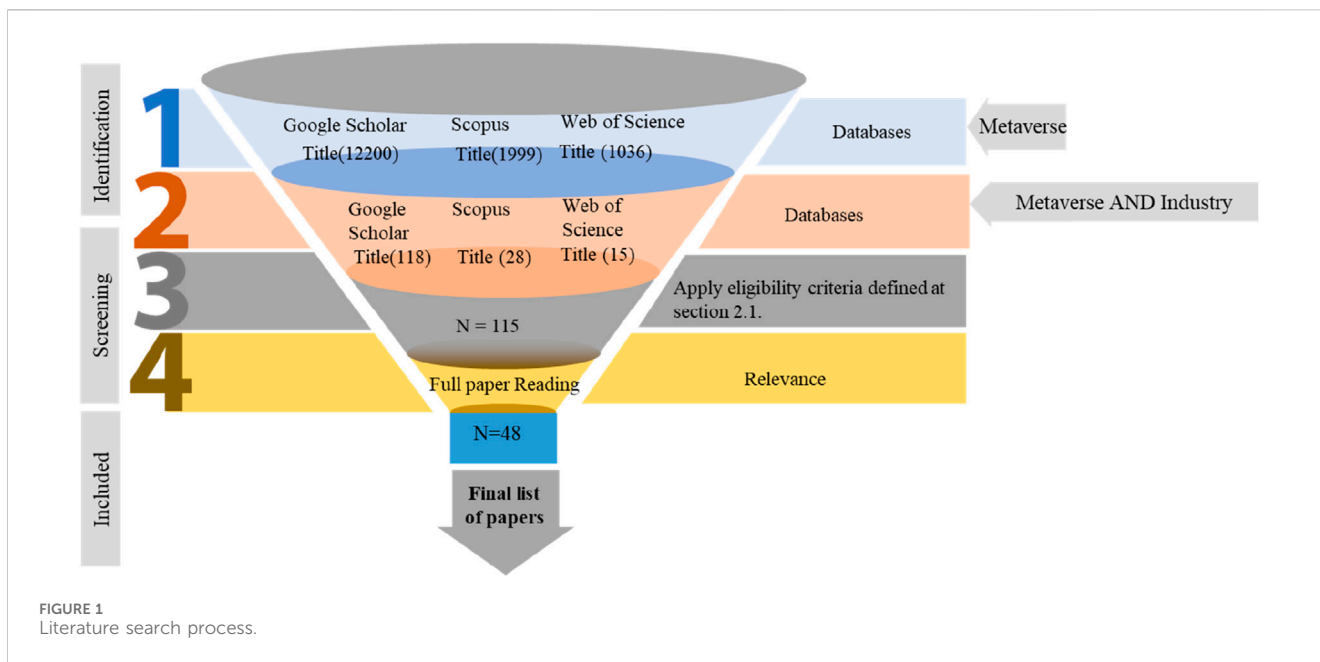 Identification
Screening
Included
1
Google Scholar Scopus Web of Science
Title(12200) Title(1999) Title (1036)
Databases
Metaverse
2
Google Scopus Web of
Scholar Science
Title(118) Title (28) Title (15)
Databases
Metaverse AND Industry
3
N = 115
Apply eligibility criteria defined at
section 2.1.
4
Full paper Reading
Relevance
N=48
Final list
of papers
FIGURE 1
Literature search process.